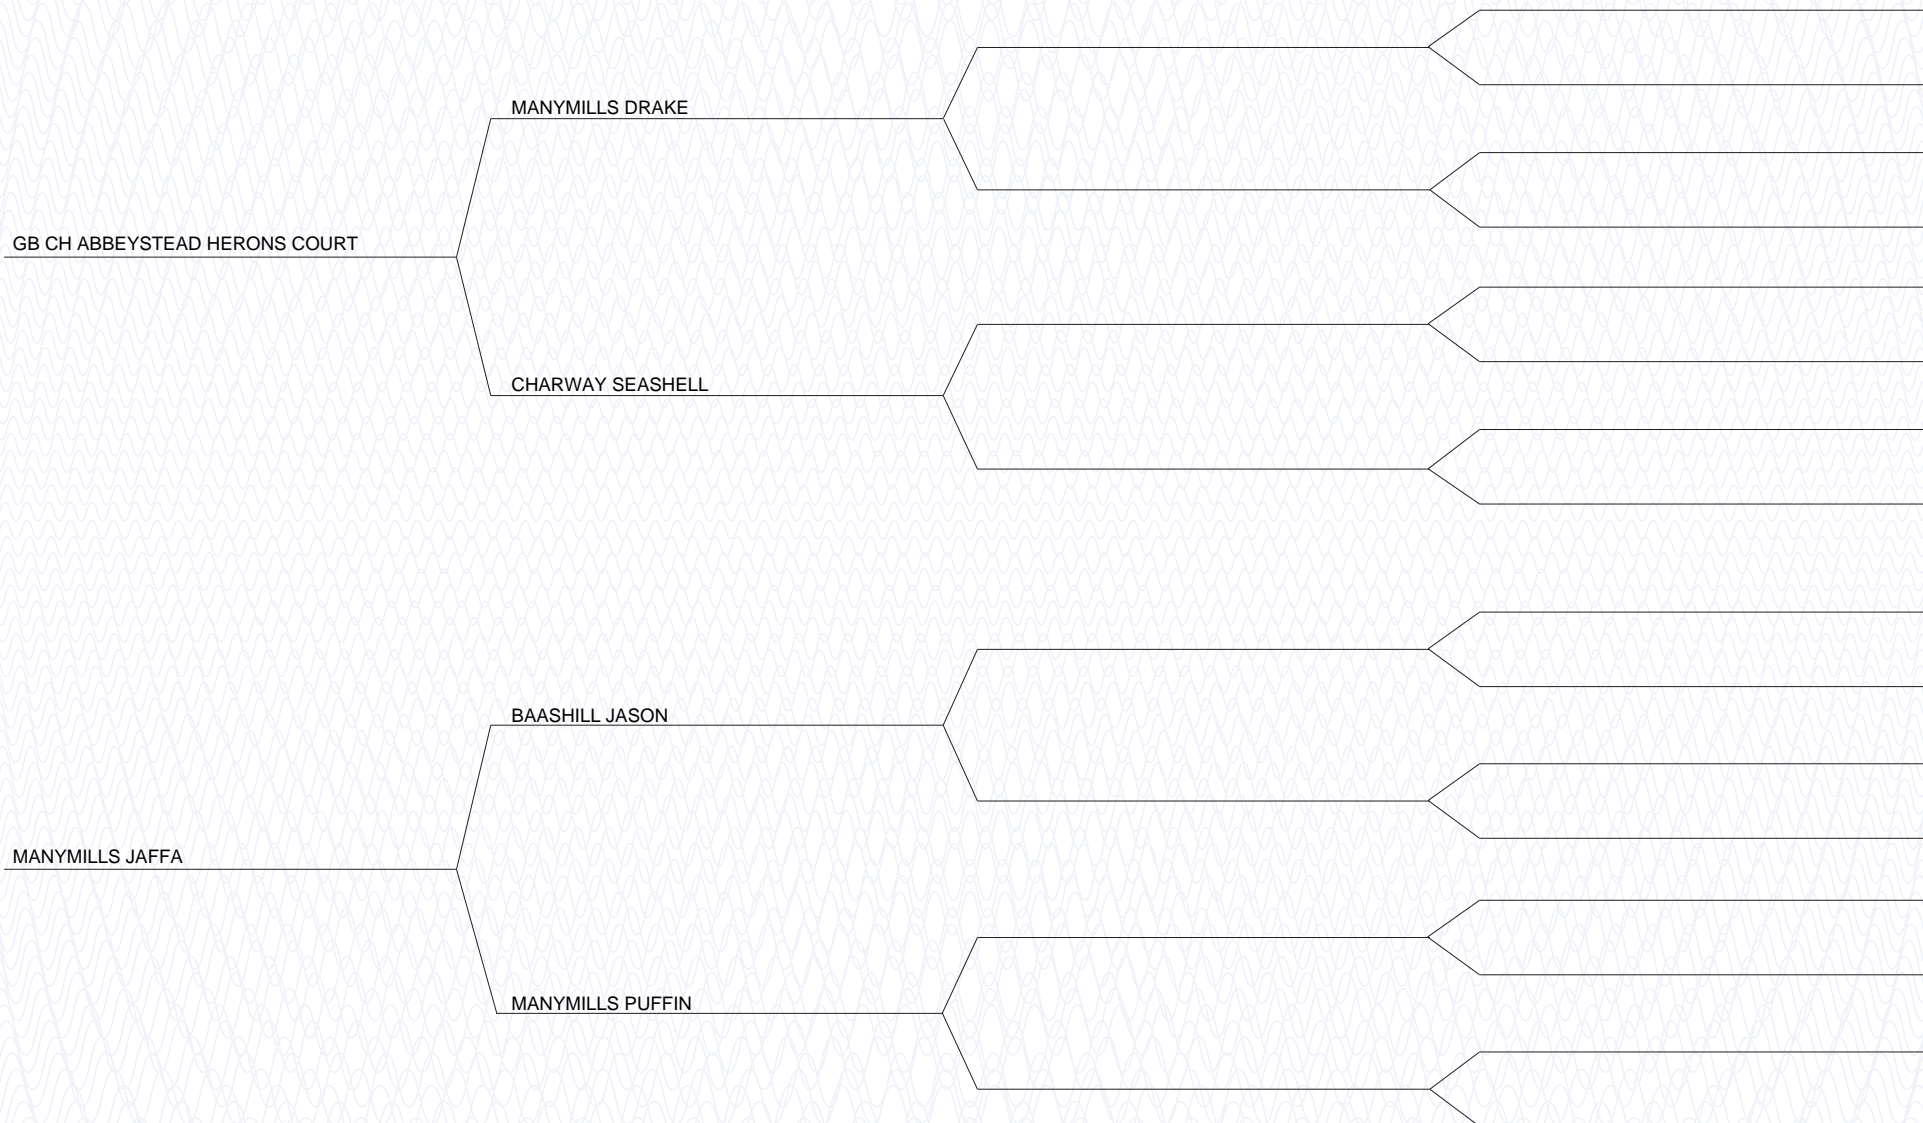 MANYMILLS DRAKE
GB CH ABBEYSTEAD HERONS COURT
CHARWAY SEASHELL
BAASHILL JASON
MANYMILLS JAFFA
MANYMILLS PUFFIN